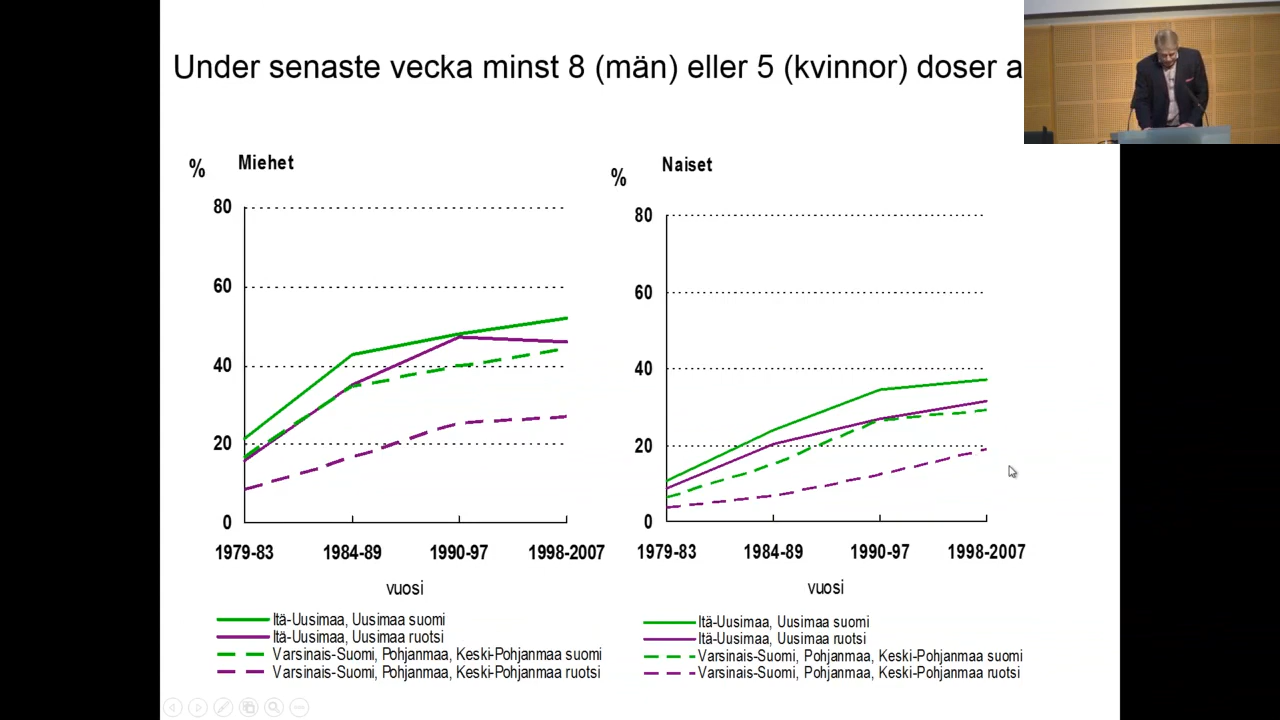 Under senaste vecka minst 8 (män) eller 5 (kvinnor) doser a
% Miehet
80
60
40
20
0
1979-83 1984-89 1990-97 1998-2007
vuosi
Itä-Uusimaa, Uusimaa suomi
Itä-Uusimaa, Uusimaa ruotsi
Varsinais-Suomi, Pohjanmaa, Keski-Pohjanmaa suomi
Varsinais-Suomi, Pohjanmaa, Keski-Pohjanmaa ruotsi
% Naiset
80
60
40
20
0
1979-83 1984-89 1990-97 1998-2007
vuosi
Itä-Uusimaa, Uusimaa suomi
Itä-Uusimaa, Uusimaa ruotsi
Varsinais-Suomi, Pohjanmaa, Keski-Pohjanmaa suomi
Varsinais-Suomi, Pohjanmaa, Keski-Pohjanmaa ruotsi